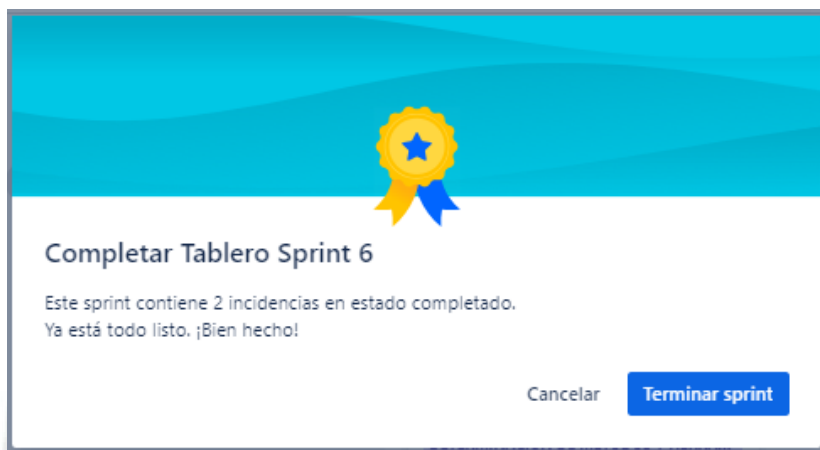 Completar Tablero Sprint 6
Este sprint contiene 2 incidencias en estado completado.
Ya está todo listo. ¡Bien hecho!
Cancelar
Terminar sprint